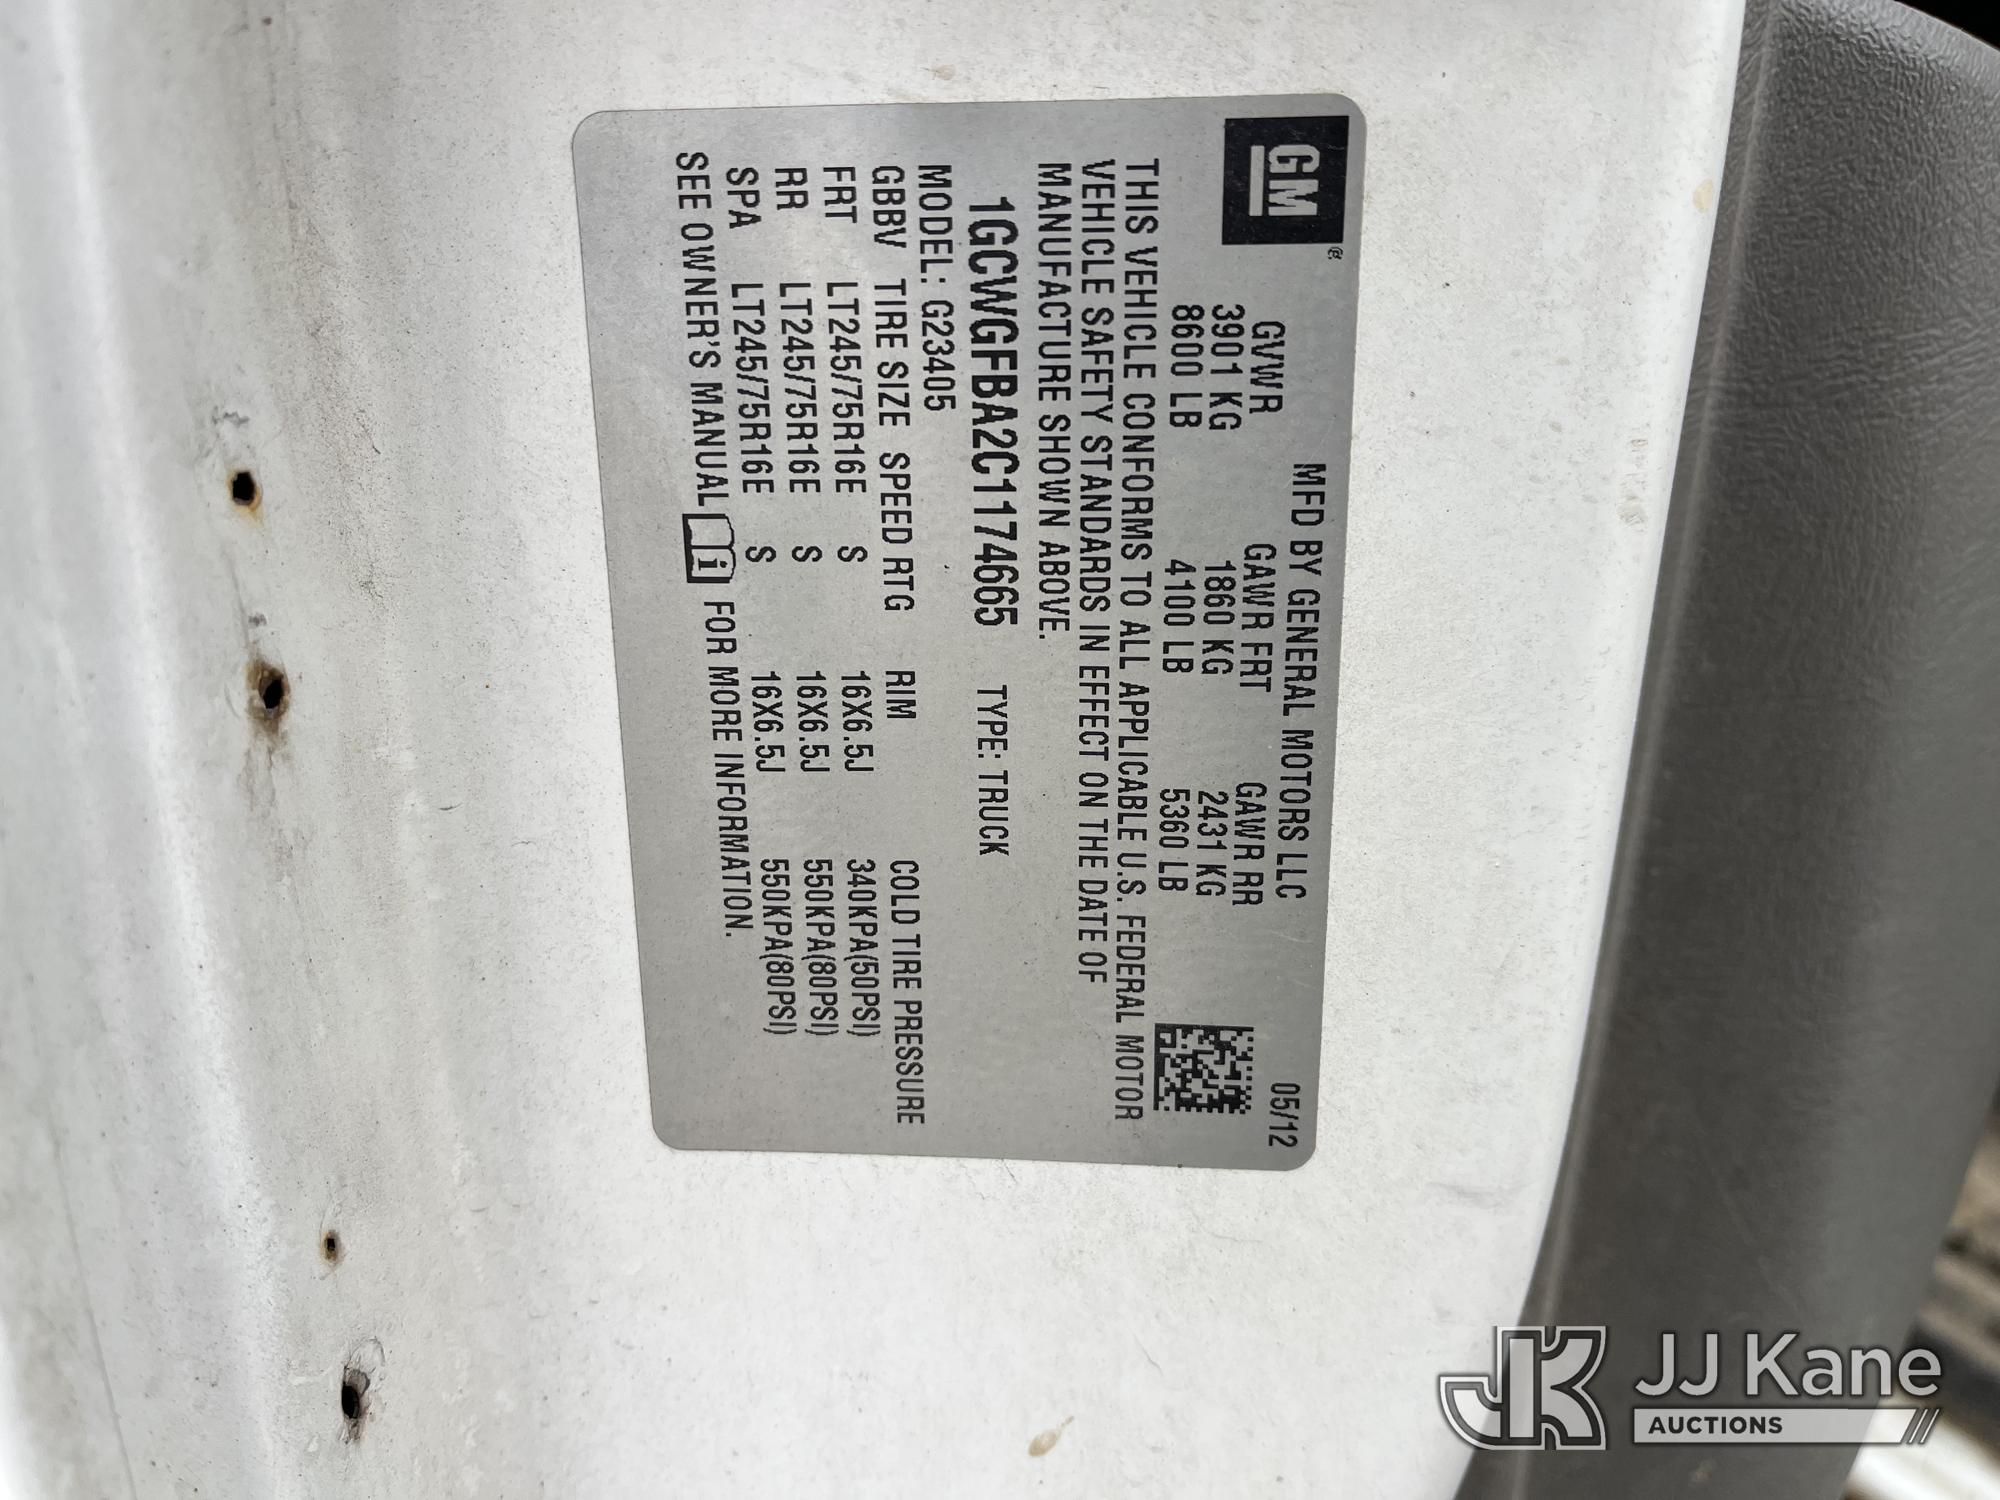 GM®
MFD BY GENERAL MOTORS LLC 05/12
GVWR GAWR FRT GAWR RR
3901 KG 1860 KG 2431 KG
8600 LB 4100 LB 5360 LB
THIS VEHICLE CONFORMS TO ALL APPLICABLE U.S. FEDERAL MOTOR
VEHICLE SAFETY STANDARDS IN EFFECT ON THE DATE OF
MANUFACTURE SHOWN ABOVE.
1GCWGFBA2C1174665 TYPE: TRUCK
MODEL: G23405
GBBV TIRE SIZE SPEED RTG RIM COLD TIRE PRESSURE
FRT LT245/75R16E S 16X6.5J 340KPA(50PSI)
RR LT245/75R16E S 16X6.5J 550KPA(80PSI)
SPA LT245/75R16E S 16X6.5J 550KPA(80PSI)
SEE OWNER'S MANUAL i FOR MORE INFORMATION.
JK JJ Kane
AUCTIONS